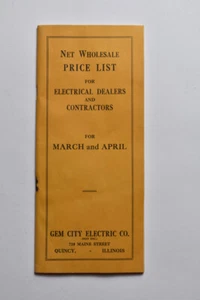 NET WHOLESALE
PRICE LIST
FOR
ELECTRICAL DEALERS
AND
CONTRACTORS
FOR
MARCH and APRIL
GEM CITY ELECTRIC CO.
MAINE STREET
QUINCY, - ILLINOIS